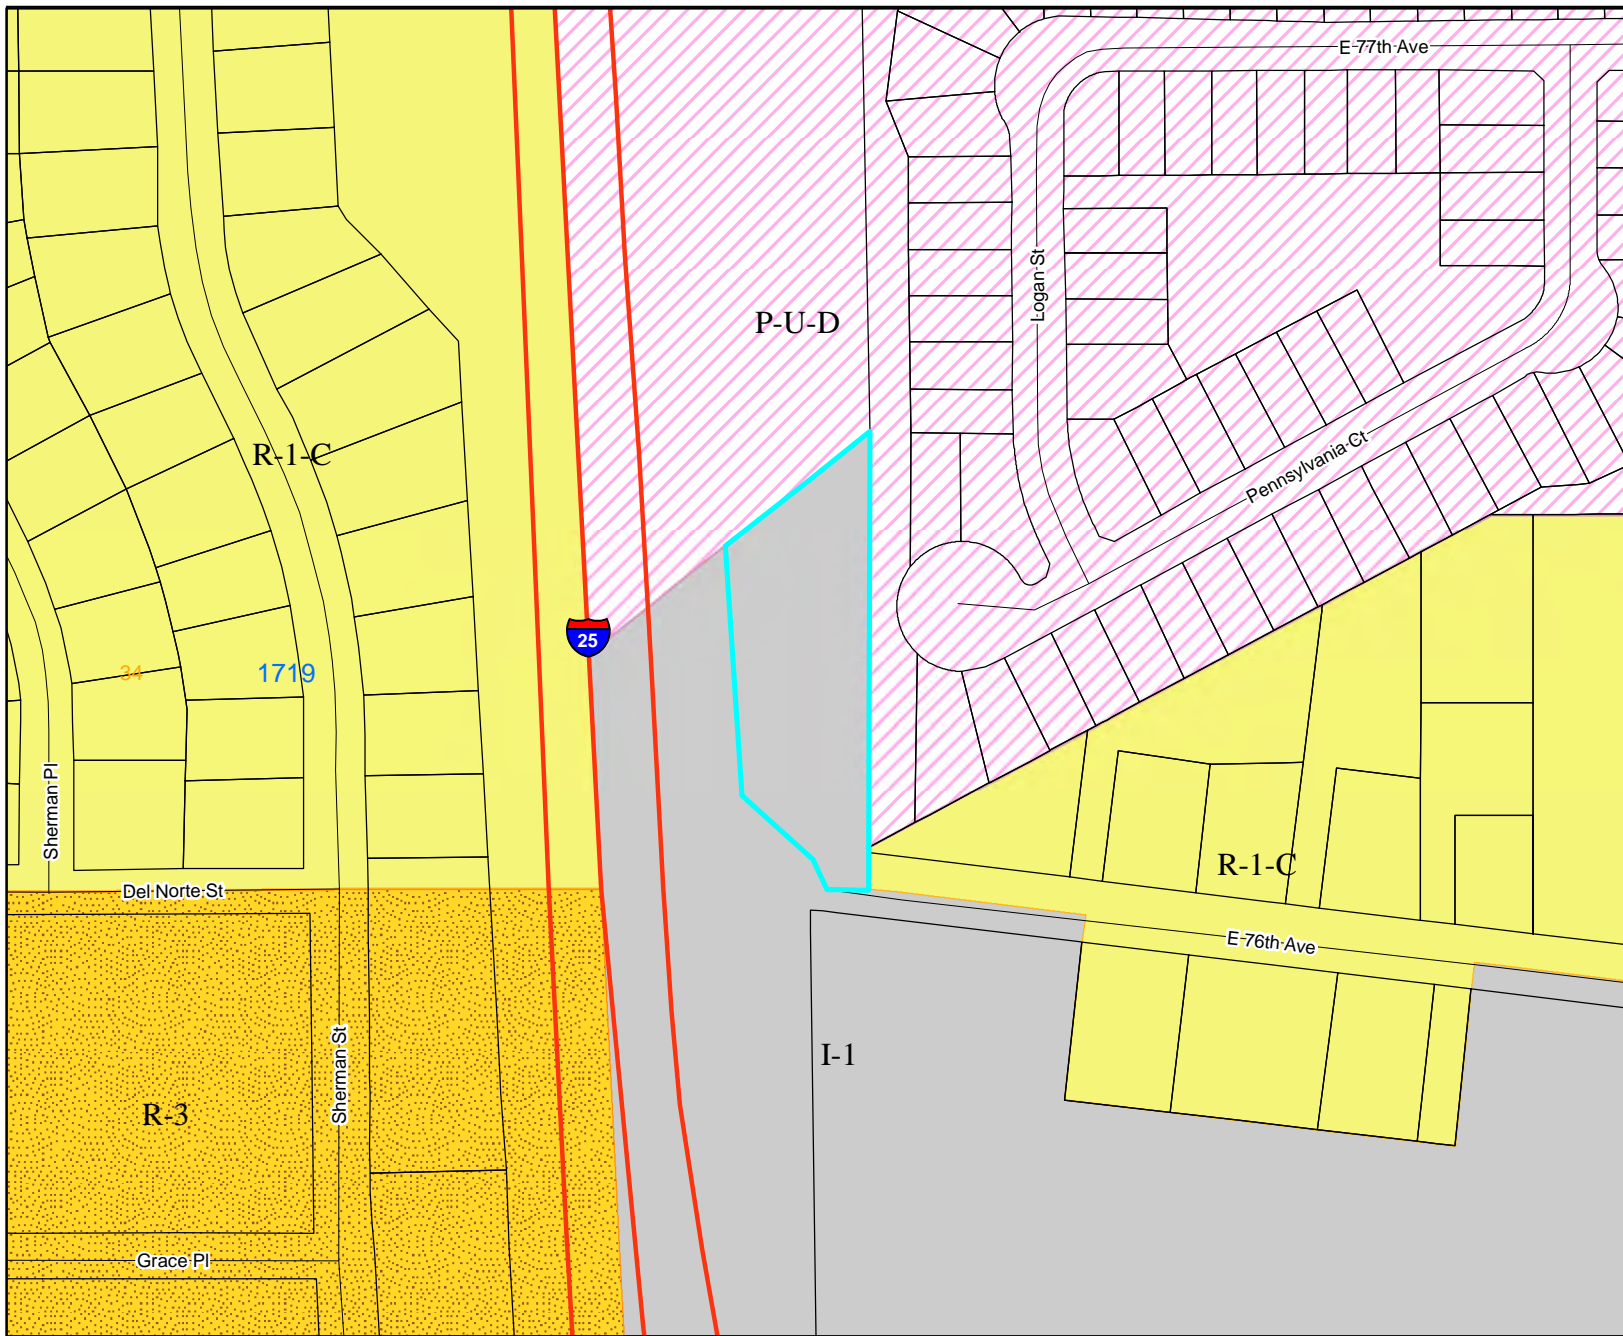 E 77th Ave
Logan St
P-U-D
R-1-C
Pennsylvania Ct
25
34
1719
Sherman Pl
R-1-C
Del Norte St
E 76th Ave
I-1
Sherman St
R-3
Grace Pl